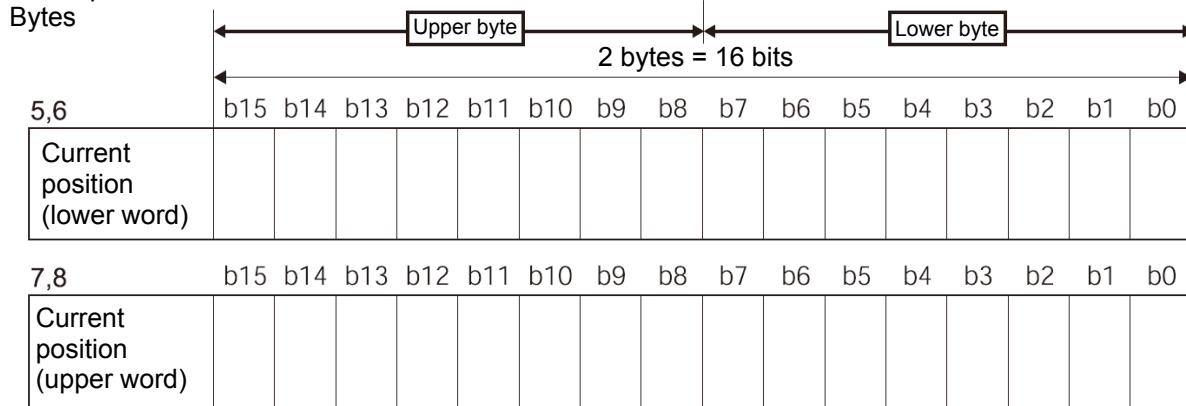 Bytes
Upper byte Lower byte
2 bytes = 16 bits
5,6 b15 b14 b13 b12 b11 b10 b9 b8 b7 b6 b5 b4 b3 b2 b1 b0
Current
position
(lower word)
7,8 b15 b14 b13 b12 b11 b10 b9 b8 b7 b6 b5 b4 b3 b2 b1 b0
Current
position
(upper word)